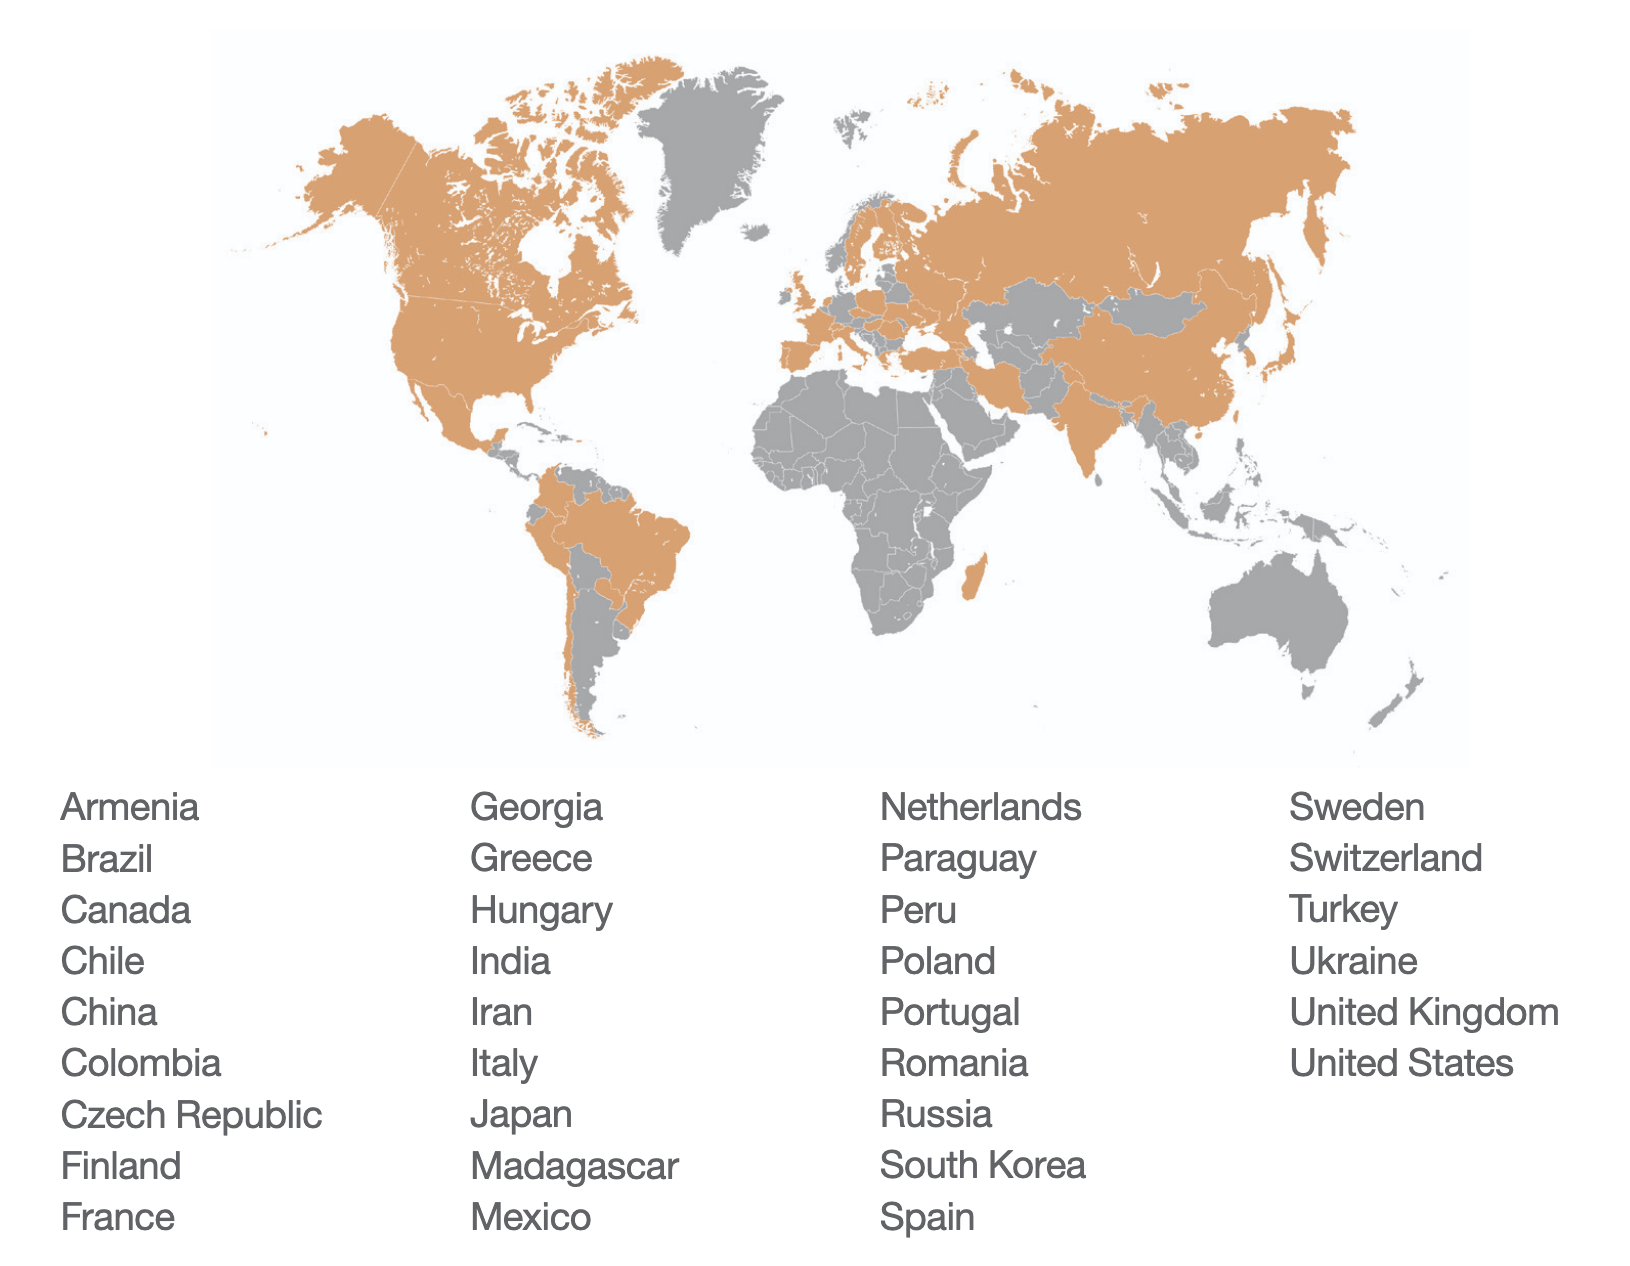 Armenia
Brazil
Canada
Chile
China
Colombia
Czech Republic
Finland
France
Georgia
Greece
Hungary
India
Iran
Italy
Japan
Madagascar
Mexico
Netherlands
Paraguay
Peru
Poland
Portugal
Romania
Russia
South Korea
Spain
Sweden
Switzerland
Turkey
Ukraine
United Kingdom
United States